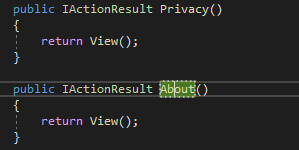 public IActionResult Privacy()
{
    return View();
}
public IActionResult About()
{
    return View();
}